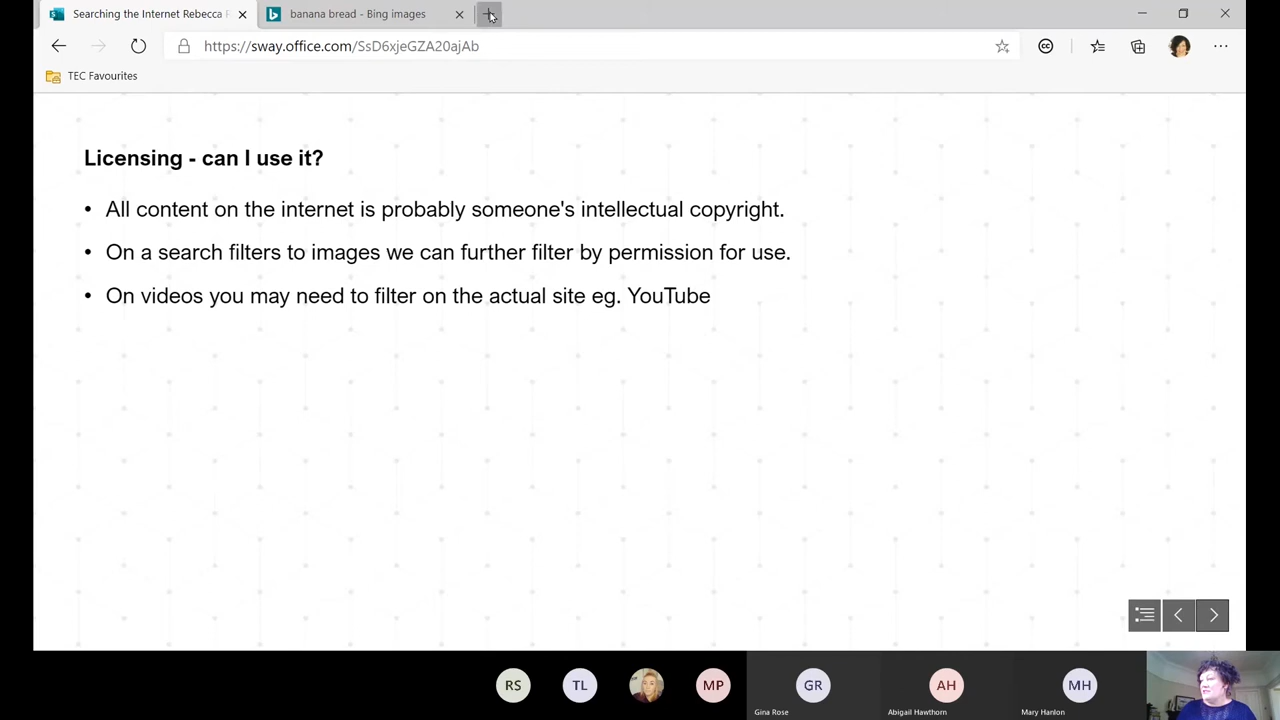 Searching the Internet Rebecca
banana bread - Bing images
https://sway.office.com/SsD6xjeGZA20ajAb
TEC Favourites
Licensing - can I use it?
• All content on the internet is probably someone's intellectual copyright.
• On a search filters to images we can further filter by permission for use.
• On videos you may need to filter on the actual site eg. YouTube
RS TL MP GR AH MH
Gina Rose Abigail Hawthorn Mary Hanlon